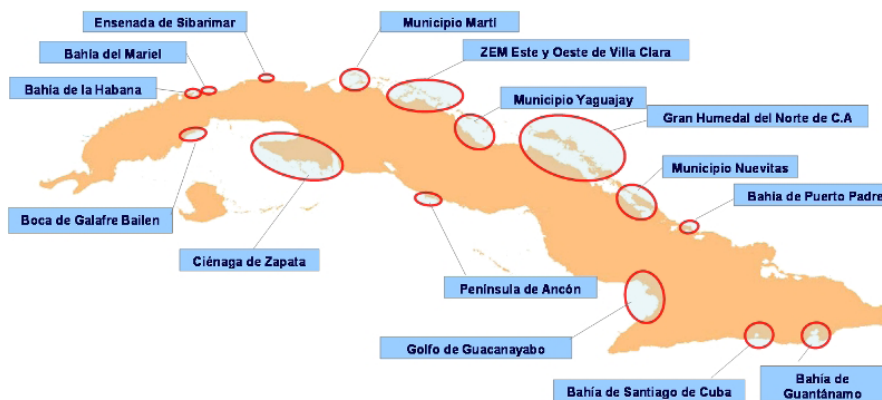 Ensenada de Sibarimar
Municipio Martí
Bahía del Mariel
ZEM Este y Oeste de Villa Clara
Bahía de la Habana
Municipio Yaguajay
Gran Humedal del Norte de C.A
Municipio Nuevitas
Bahía de Puerto Padre
Boca de Galafre Bailen
Ciénaga de Zapata
Península de Ancón
Golfo de Guacanayabo
Bahía de Santiago de Cuba
Bahía de
Guantánamo